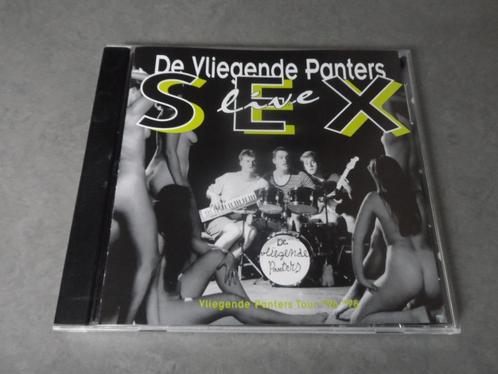 De Vliegende Panters
SEX
live
De
vliegende
Panters
Vliegende Panters Tour '96 '98